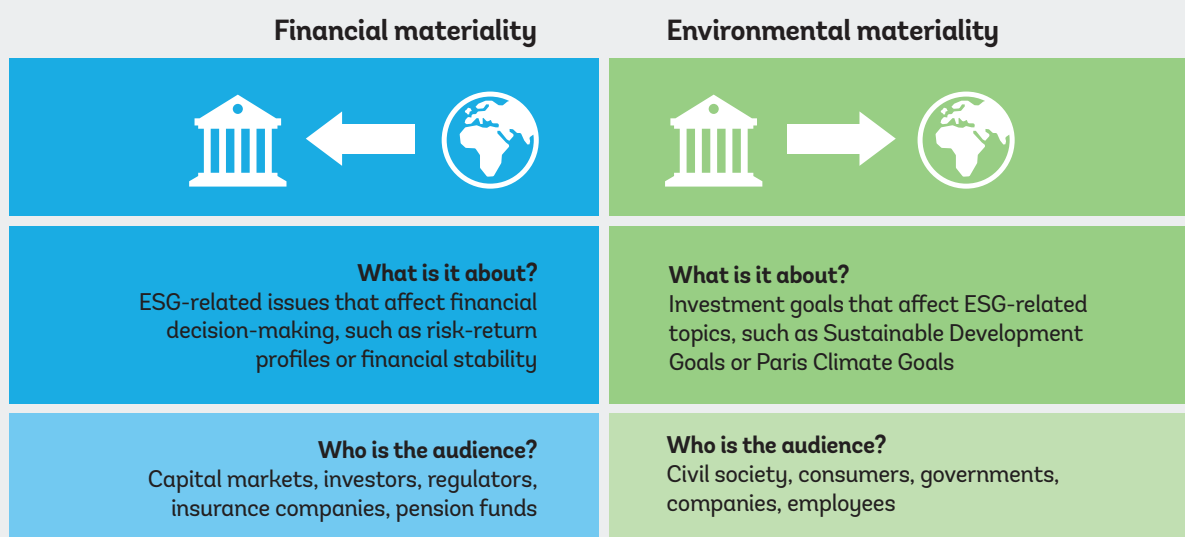 Financial materiality
Environmental materiality
What is it about?
ESG-related issues that affect financial
decision-making, such as risk-return
profiles or financial stability
What is it about?
Investment goals that affect ESG-related
topics, such as Sustainable Development
Goals or Paris Climate Goals
Who is the audience?
Capital markets, investors, regulators,
insurance companies, pension funds
Who is the audience?
Civil society, consumers, governments,
companies, employees